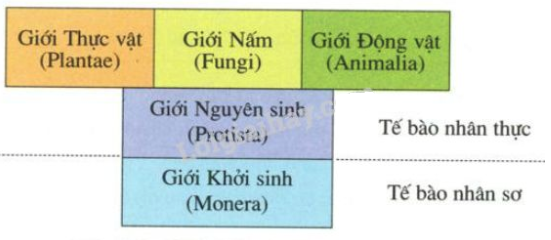 Giới Thực vật
(Plantae)
Giới Nấm
(Fungi)
Giới Động vật
(Animalia)
Giới Nguyên sinh
(Protista)
Tế bào nhân thực
Giới Khởi sinh
(Monera)
Tế bào nhân sơ